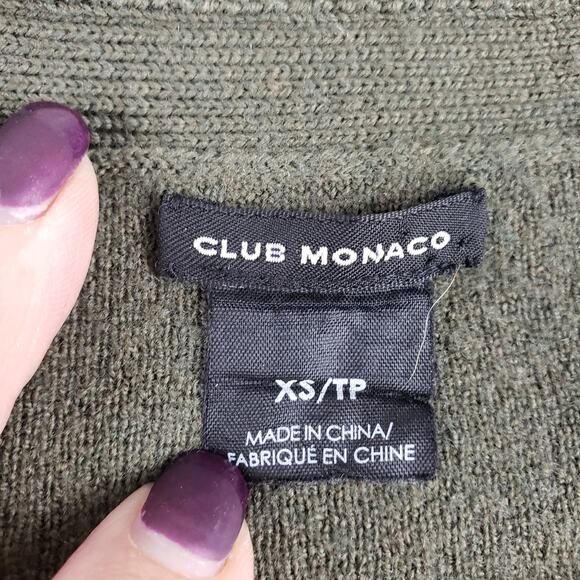 CLUB MONACO
XS/TP
MADE IN CHINA/
FABRIQUÉ EN CHINE